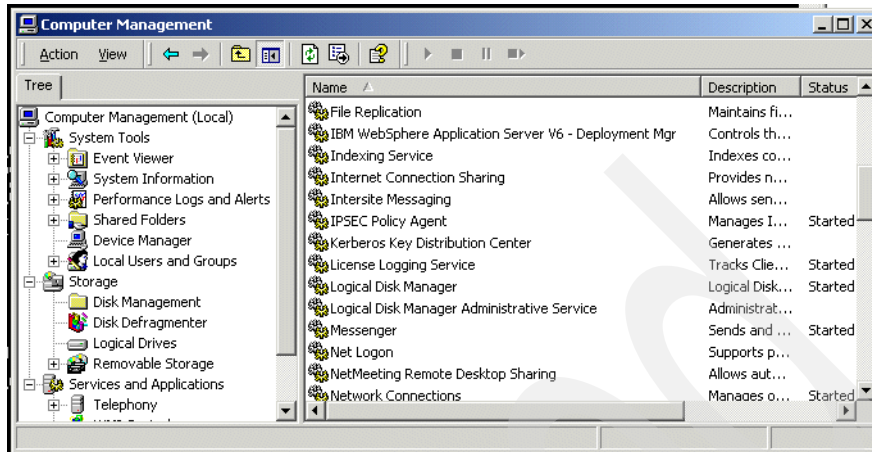 Computer Management
Action View
Tree
Computer Management (Local)
System Tools
Event Viewer
System Information
Performance Logs and Alerts
Shared Folders
Device Manager
Local Users and Groups
Storage
Disk Management
Disk Defragmenter
Logical Drives
Removable Storage
Services and Applications
Telephony
Name Description Status
File Replication Maintains fi...
IBM WebSphere Application Server V6 - Deployment Mgr Controls th...
Indexing Service Indexes co...
Internet Connection Sharing Provides n...
Intersite Messaging Allows sen...
IPSEC Policy Agent Manages I... Started
Kerberos Key Distribution Center Generates ...
License Logging Service Tracks Clie... Started
Logical Disk Manager Logical Disk... Started
Logical Disk Manager Administrative Service Administrat...
Messenger Sends and ... Started
Net Logon Supports p...
NetMeeting Remote Desktop Sharing Allows aut...
Network Connections Manages o... Started